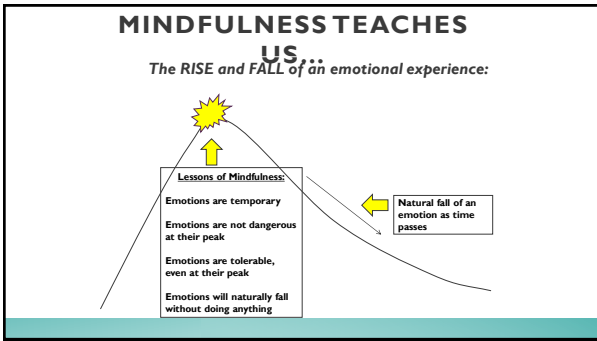 MINDFULNESS TEACHES
US…
The RISE and FALL of an emotional experience:
Lessons of Mindfulness:
Emotions are temporary
Emotions are not dangerous
at their peak
Emotions are tolerable,
even at their peak
Emotions will naturally fall
without doing anything
Natural fall of an
emotion as time
passes